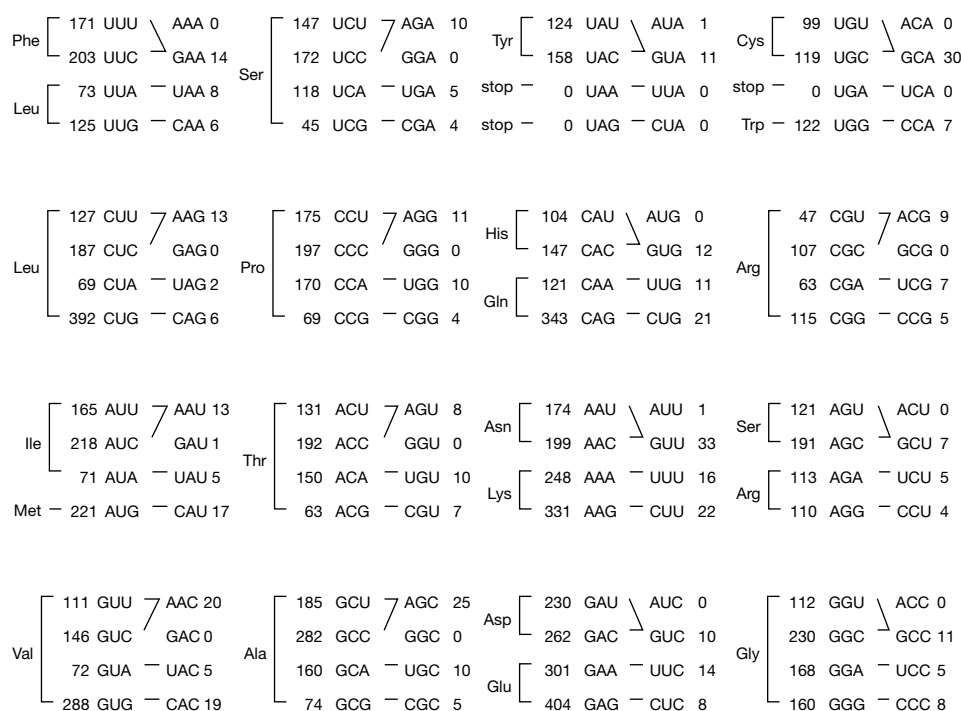 Phe 171 UUU AAA 0
203 UUC GAA 14
Leu 73 UUA UAA 8
125 UUG CAA 6
Ser 147 UCU AGA 10
172 UCC GGA 0
118 UCA UGA 5
45 UCG CGA 4
Tyr 124 UAU AUA 1
158 UAC GUA 11
stop 0 UAA UUA 0
stop 0 UAG CUA 0
Cys 99 UGU ACA 0
119 UGC GCA 30
stop 0 UGA UCA 0
Trp 122 UGG CCA 7
Leu 127 CUU AAG 13
187 CUC GAG 0
69 CUA UAG 2
392 CUG CAG 6
Pro 175 CCU AGG 11
197 CCC GGG 0
170 CCA UGG 10
69 CCG CGG 4
His 104 CAU AUG 0
147 CAC GUG 12
Gln 121 CAA UUG 11
343 CAG CUG 21
Arg 47 CGU ACG 9
107 CGC GCG 0
63 CGA UCG 7
115 CGG CCG 5
Ile 165 AUU AAU 13
218 AUC GAU 1
71 AUA UAU 5
Met 221 AUG CAU 17
Thr 131 ACU AGU 8
192 ACC GGU 0
150 ACA UGU 10
63 ACG CGU 7
Asn 174 AAU AUU 1
199 AAC GUU 33
Lys 248 AAA UUU 16
331 AAG CUU 22
Ser 121 AGU ACU 0
191 AGC GCU 7
Arg 113 AGA UCU 5
110 AGG CCU 4
Val 111 GUU AAC 20
146 GUC GAC 0
72 GUA UAC 5
288 GUG CAC 19
Ala 185 GCU AGC 25
282 GCC GGC 0
160 GCA UGC 10
74 GCG CGC 5
Asp 230 GAU AUC 0
262 GAC GUC 10
Glu 301 GAA UUC 14
404 GAG CUC 8
Gly 112 GGU ACC 0
230 GGC GCC 11
168 GGA UCC 5
160 GGG CCC 8